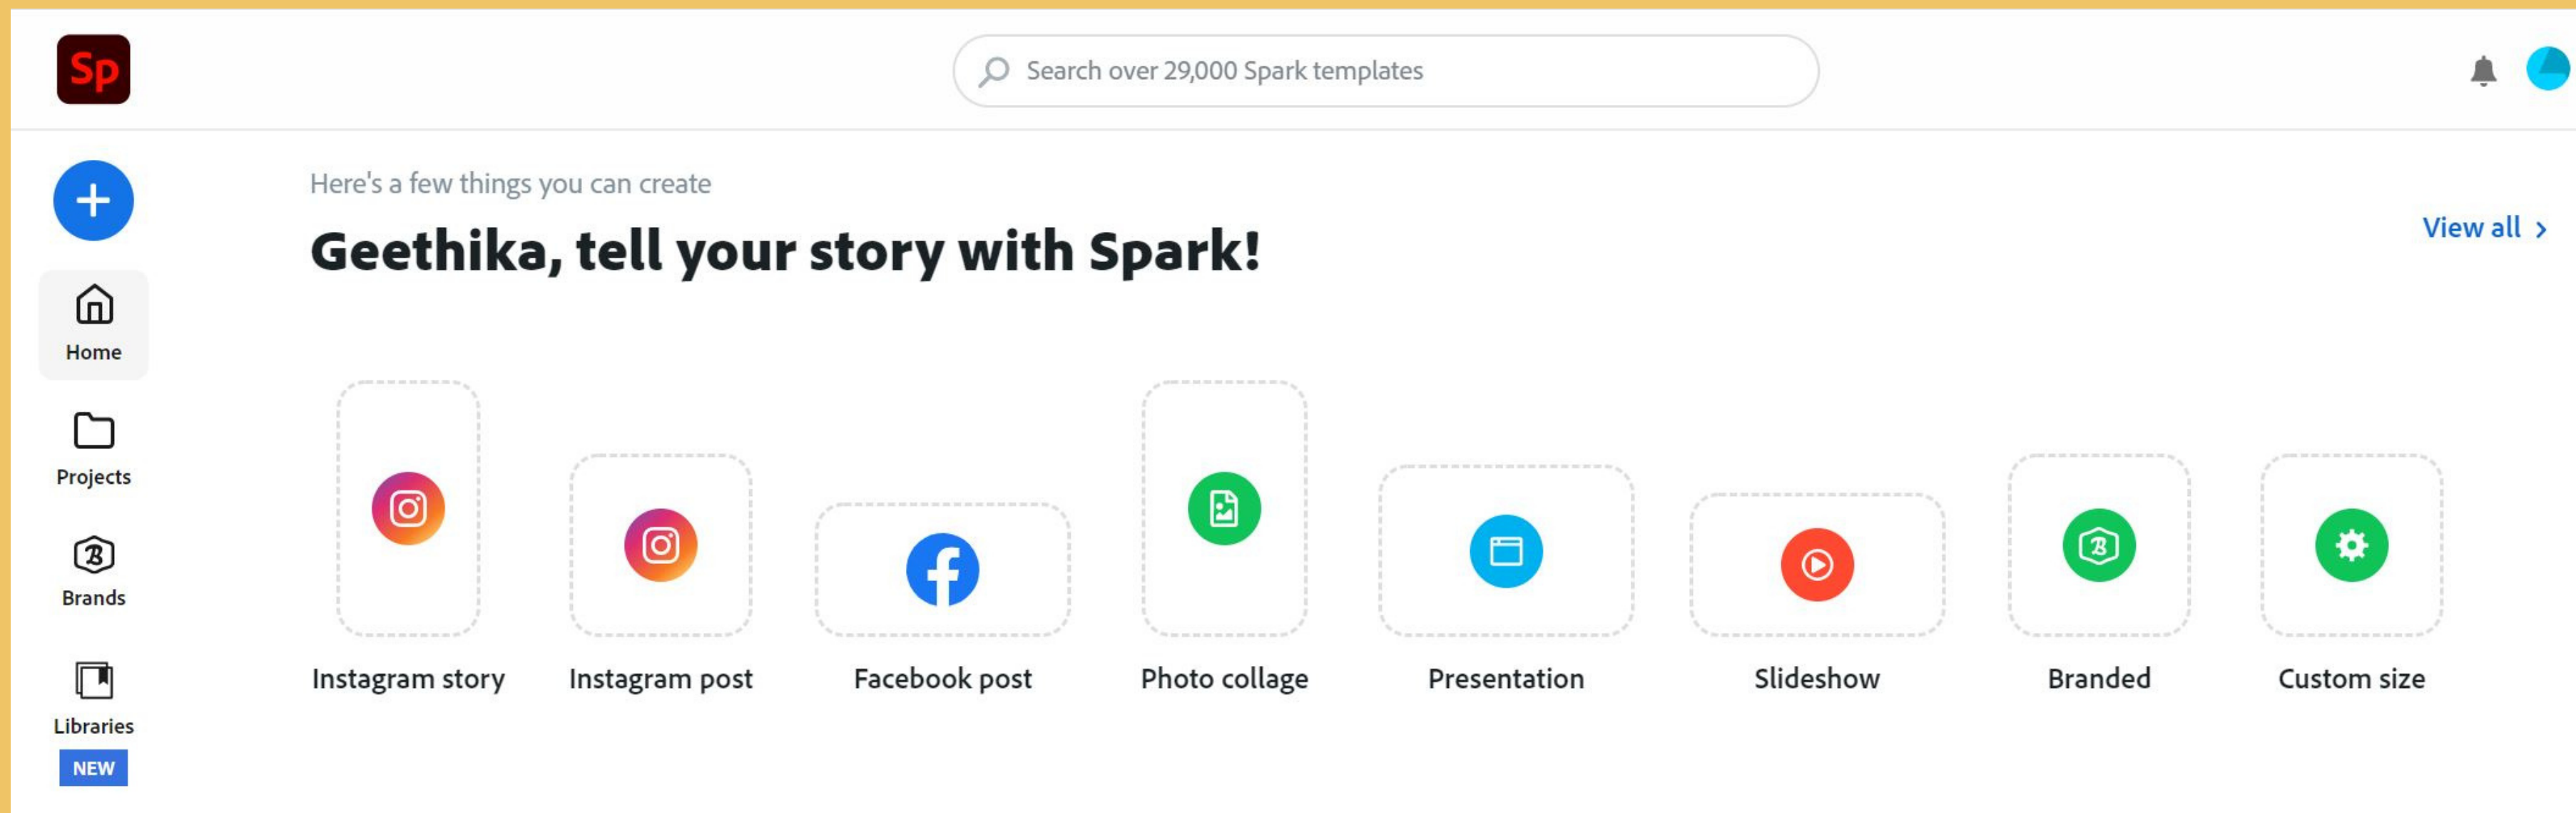 Sp
Search over 29,000 Spark templates
Here's a few things you can create
Geethika, tell your story with Spark!
View all
Home
Projects
Brands
Libraries
NEW
B
B
Instagram story
Instagram post
Facebook post
Photo collage
Presentation
Slideshow
Branded
Custom size